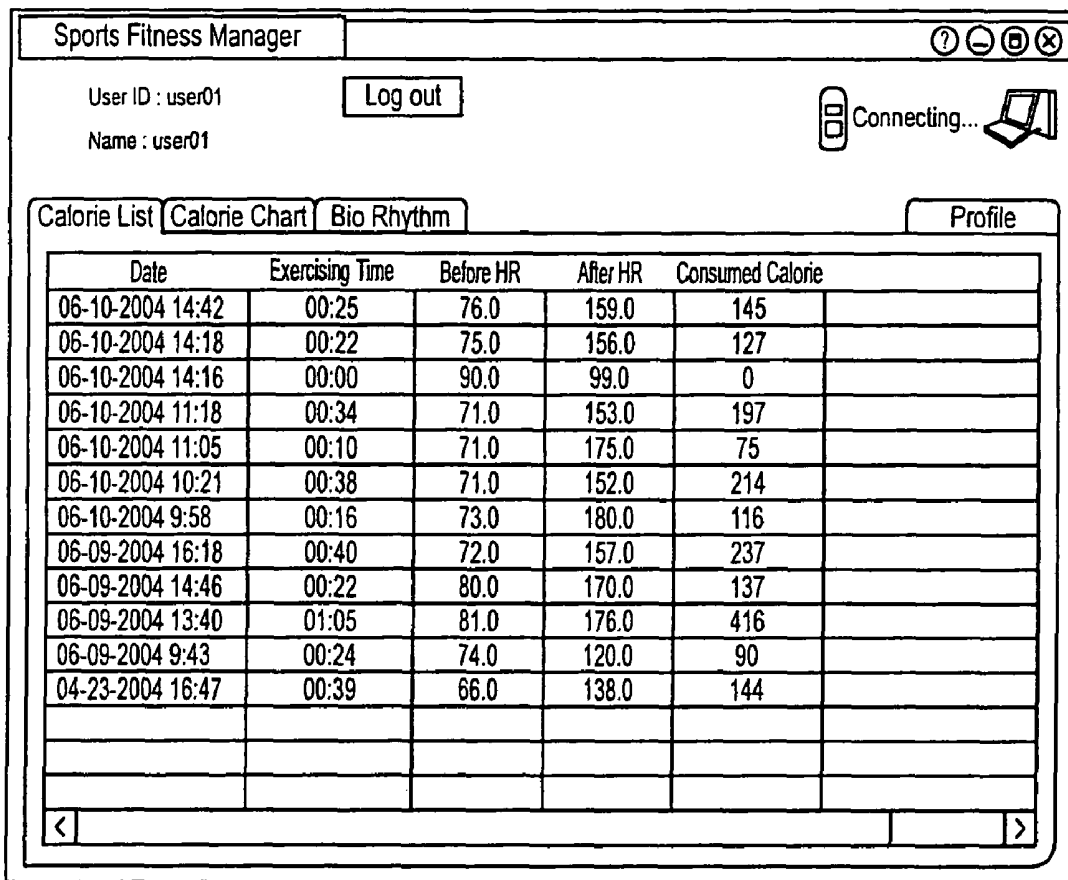 Sports Fitness Manager
User ID : user01 Log out
Connecting...
Name : user01
Calorie List Calorie Chart Bio Rhythm Profile
Date Exercising Time Before HR After HR Consumed Calorie
06-10-2004 14:42 00:25 76.0 159.0 145
06-10-2004 14:18 00:22 75.0 156.0 127
06-10-2004 14:16 00:00 90.0 99.0 0
06-10-2004 11:18 00:34 71.0 153.0 197
06-10-2004 11:05 00:10 71.0 175.0 75
06-10-2004 10:21 00:38 71.0 152.0 214
06-10-2004 9:58 00:16 73.0 180.0 116
06-09-2004 16:18 00:40 72.0 157.0 237
06-09-2004 14:46 00:22 80.0 170.0 137
06-09-2004 13:40 01:05 81.0 176.0 416
06-09-2004 9:43 00:24 74.0 120.0 90
04-23-2004 16:47 00:39 66.0 138.0 144